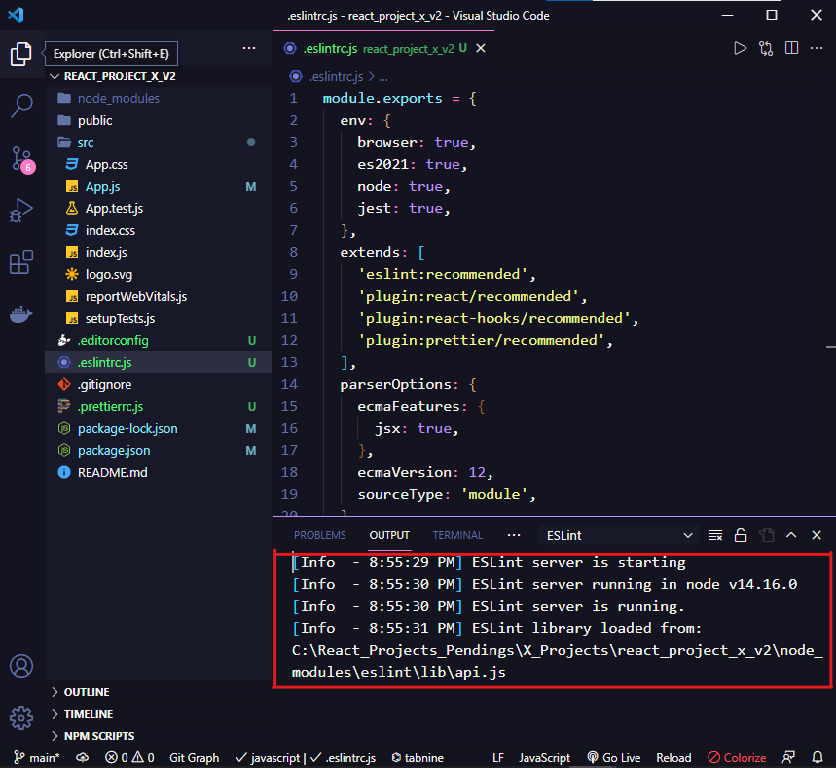 .eslintrc.js - react_project_x_v2 - Visual Studio Code
Explorer (Ctrl+Shift+E)
REACT_PROJECT_X_V2
node_modules
public
src
App.css
App.js M
App.test.js
index.css
index.js
logo.svg
reportWebVitals.js
setupTests.js
.editorconfig U
.eslintrc.js U
.gitignore
.prettierrc.js U
package-lock.json M
package.json M
README.md
6
OUTLINE
TIMELINE
NPM SCRIPTS
.eslintrc.js react_project_x_v2 U
.eslintrc.js > ...
1 module.exports = {
2 env: {
3 browser: true,
4 es2021: true,
5 node: true,
6 jest: true,
7 },
8 extends: [
9 'eslint:recommended',
10 'plugin:react/recommended',
11 'plugin:react-hooks/recommended',
12 'plugin:prettier/recommended',
13 ],
14 parserOptions: {
15 ecmaFeatures: {
16 jsx: true,
17 },
18 ecmaVersion: 12,
19 sourceType: 'module',
20 }
PROBLEMS OUTPUT TERMINAL ... ESLint
[Info - 8:55:29 PM] ESLint server is starting
[Info - 8:55:30 PM] ESLint server running in node v14.16.0
[Info - 8:55:30 PM] ESLint server is running.
[Info - 8:55:31 PM] ESLint library loaded from:
C:\React_Projects_Pendings\X_Projects\react_project_x_v2\node_
modules\eslint\lib\api.js
main* 0 0 Git Graph ✓ javascript | ✓ .eslintrc.js tabnine LF JavaScript Go Live Reload Colorize